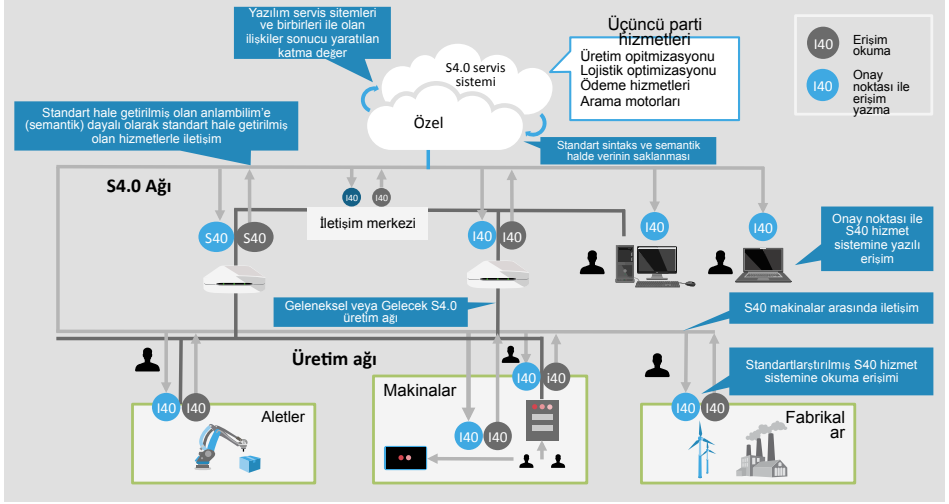 Yazılım servis sitemleri
ve birbirleri ile olan
ilişkiler sonucu yaratılan
katma değer
Üçüncü parti
hizmetleri
Üretim opitmizasyonu
Lojistik optimizasyonu
Ödeme hizmetleri
Arama motorları
I40
Erişim
okuma
I40
Onay
noktası ile
erişim
yazma
S4.0 servis
sistemi
Özel
Standart hale getirilmiş olan anlambilim'e
(semantik) dayalı olarak standart hale getirilmiş
olan hizmetlerle iletişim
Standart sintaks ve semantik
halde verinin saklanması
S4.0 Ağı
I40
I40
İletişim merkezi
S40
S40
I40
I40
I40
I40
Onay noktası ile
S40 hizmet
sistemine yazılı
erişim
Geleneksel veya Gelecek S4.0
üretim ağı
S40 makinalar arasında iletişim
Üretim ağı
Standartlarştırılmış S40 hizmet
sistemine okuma erişimi
I40
I40
Aletler
I40
i40
Makinalar
I40
I40
I40
I40
Fabrikal
ar